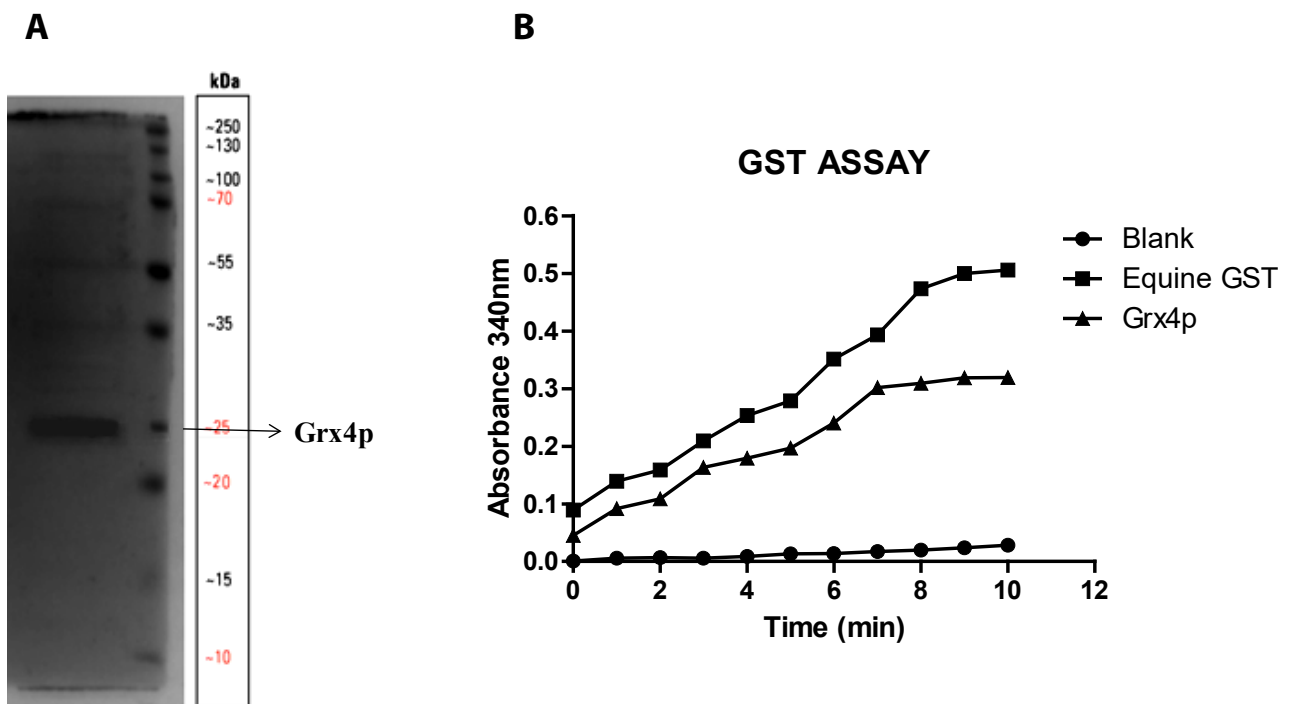 A
B
kDa
~250
~130
~100
~70
~55
~35
~25
Grx4p
~20
~15
~10
GST ASSAY
Absorbance 340nm
0.6
0.5
0.4
0.3
0.2
0.1
0.0
0 2 4 6 8 10 12
Time (min)
Blank
Equine GST
Grx4p